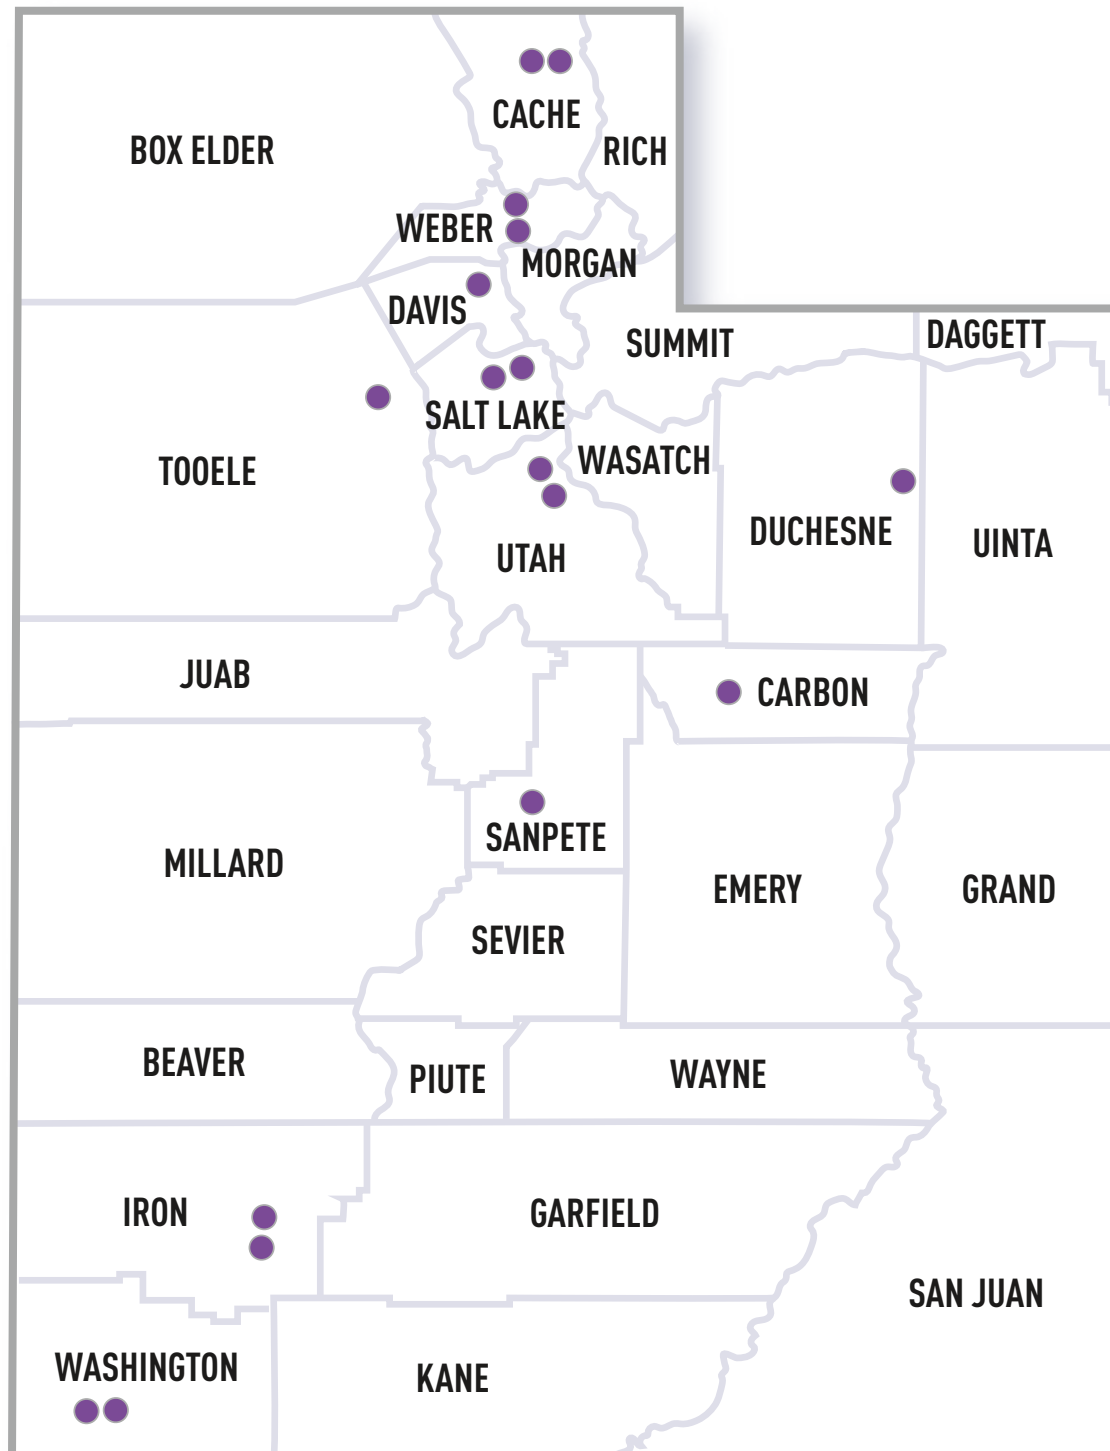 CACHE
BOX ELDER
RICH
WEBER
MORGAN
DAVIS
SUMMIT
DAGGETT
SALT LAKE
WASATCH
TOOELE
DUCHESNE
UINTA
UTAH
JUAB
CARBON
SANPETE
MILLARD
EMERY
GRAND
SEVIER
BEAVER
PIUTE
WAYNE
IRON
GARFIELD
SAN JUAN
WASHINGTON
KANE